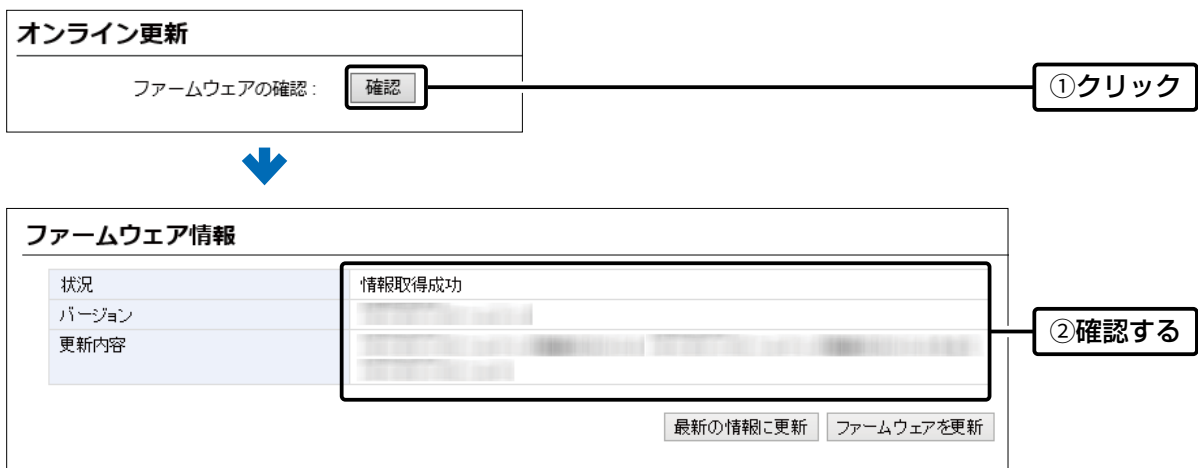 オンライン更新
ファームウェアの確認: 確認
①クリック
ファームウェア情報
状況 情報取得成功
バージョン
更新内容
②確認する
最新の情報に更新 ファームウェアを更新